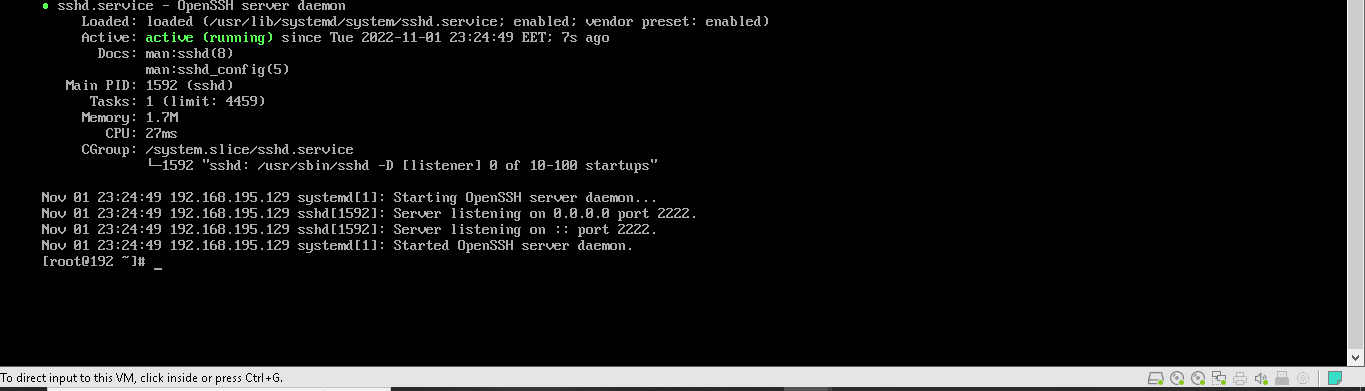 ● sshd.service - OpenSSH server daemon
Loaded: loaded (/usr/lib/systemd/system/sshd.service; enabled; vendor preset: enabled)
Active: active (running) since Tue 2022-11-01 23:24:49 EET; 7s ago
Docs: man:sshd(8)
man:sshd_config(5)
Main PID: 1592 (sshd)
Tasks: 1 (limit: 4459)
Memory: 1.7M
CPU: 27ms
CGroup: /system.slice/sshd.service
└─1592 "sshd: /usr/sbin/sshd -D [listener] 0 of 10-100 startups"
Nov 01 23:24:49 192.168.195.129 systemd[1]: Starting OpenSSH server daemon...
Nov 01 23:24:49 192.168.195.129 sshd[1592]: Server listening on 0.0.0.0 port 2222.
Nov 01 23:24:49 192.168.195.129 sshd[1592]: Server listening on :: port 2222.
Nov 01 23:24:49 192.168.195.129 systemd[1]: Started OpenSSH server daemon.
[root@192 ~]# _
To direct input to this VM, click inside or press Ctrl+G.